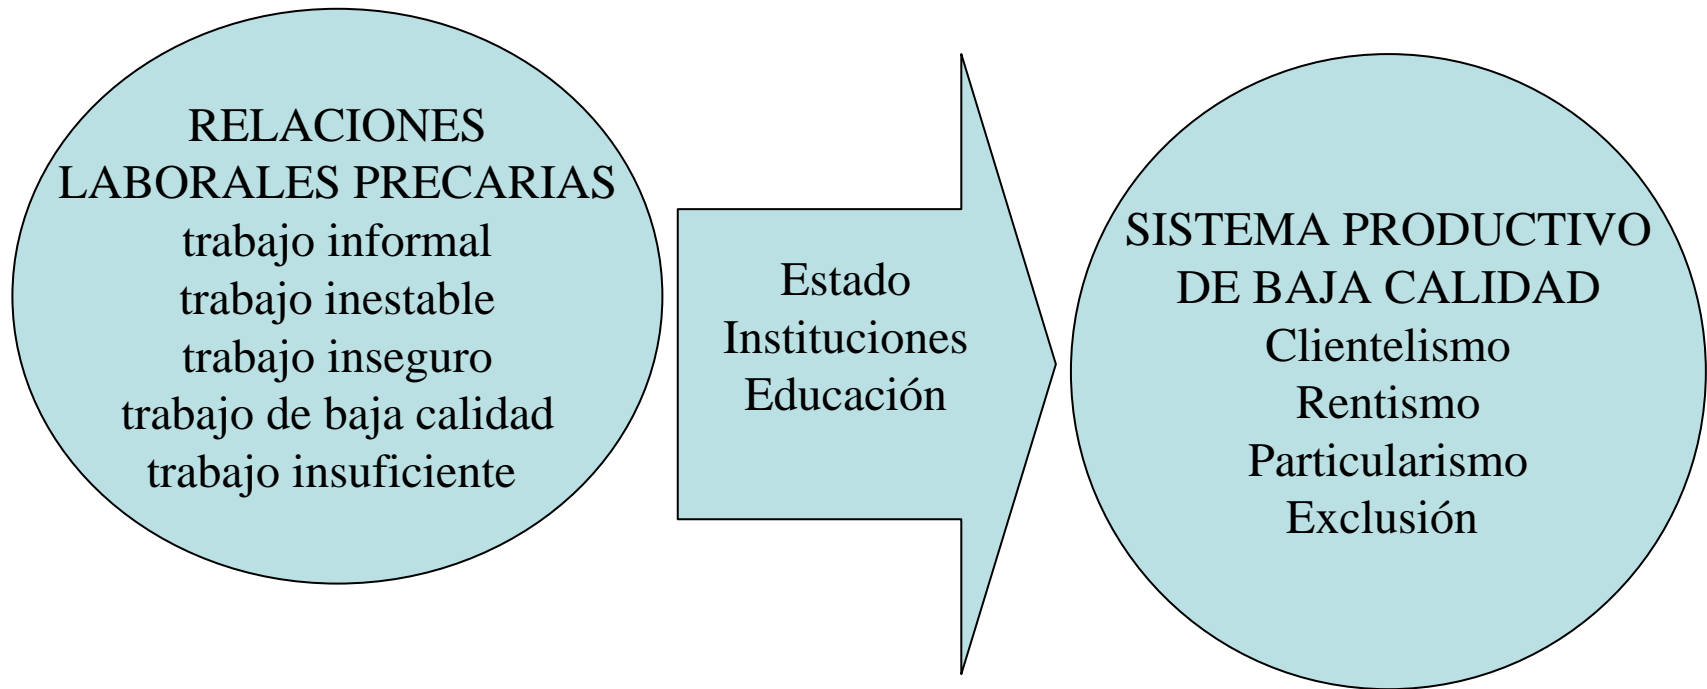 RELACIONES
LABORALES PRECARIAS
trabajo informal
trabajo inestable
trabajo inseguro
trabajo de baja calidad
trabajo insuficiente
Estado
Instituciones
Educación
SISTEMA PRODUCTIVO
DE BAJA CALIDAD
Clientelismo
Rentismo
Particularismo
Exclusión